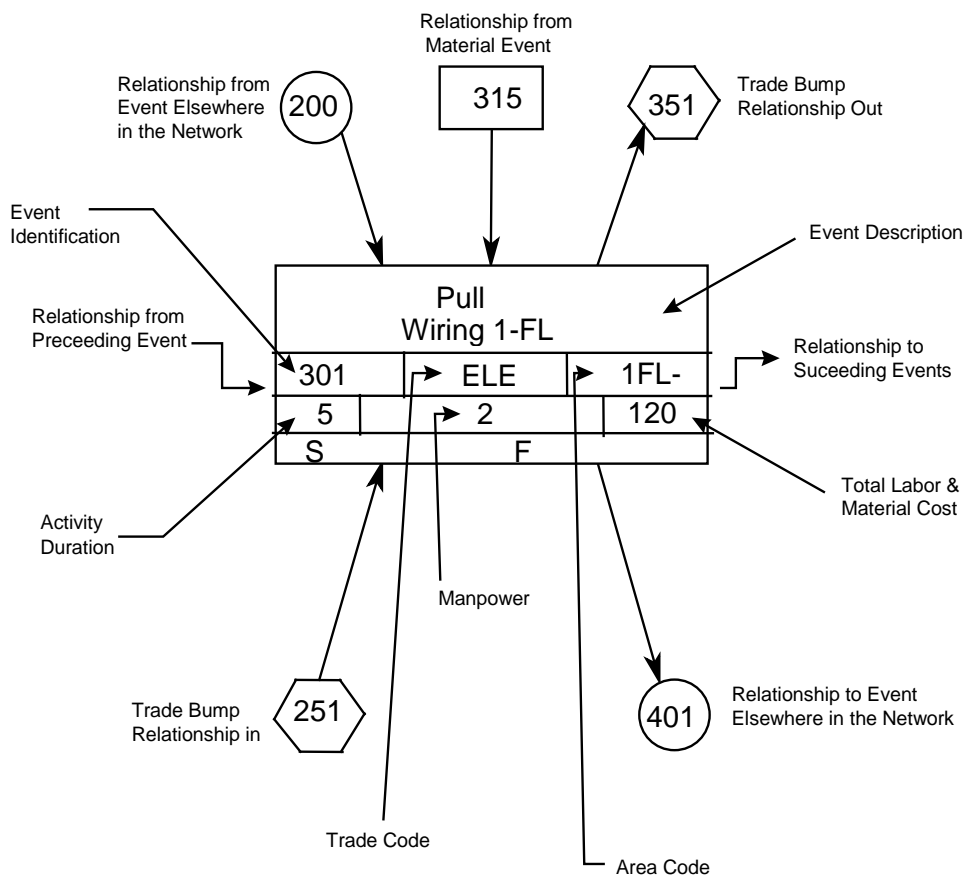 Relationship from
Material Event
315
Relationship from
Event Elsewhere
in the Network
200
351
Trade Bump
Relationship Out
Event
Identification
Event Description
Pull
Wiring 1-FL
Relationship from
Preceeding Event
Relationship to
Suceeding Events
301 ELE 1FL-
5 2 120
S F
Total Labor &
Material Cost
Activity
Duration
Manpower
Trade Bump
Relationship in
251
401
Relationship to Event
Elsewhere in the Network
Trade Code
Area Code